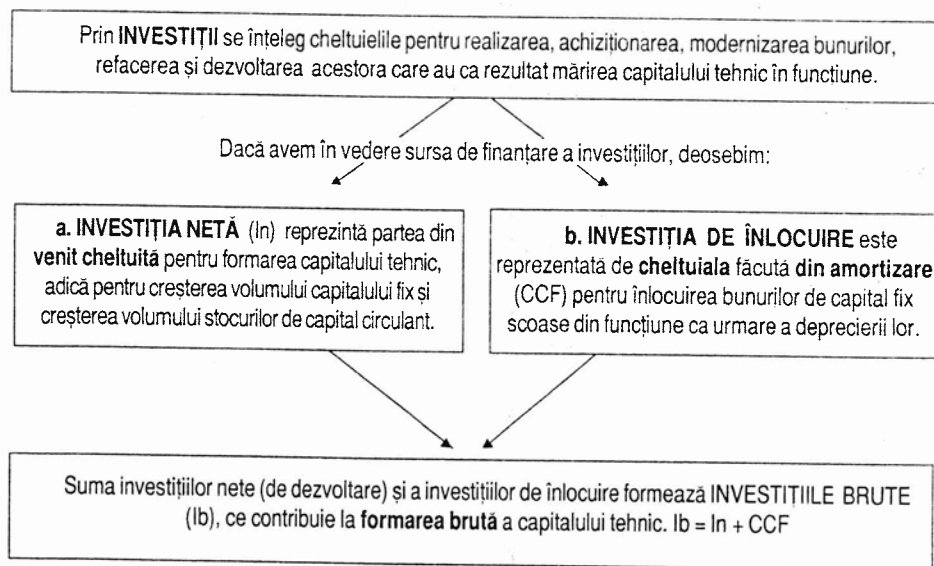 Prin INVESTIȚII se înțeleg cheltuielile pentru realizarea, achiziționarea, modernizarea bunurilor,
refacerea și dezvoltarea acestora care au ca rezultat mărirea capitalului tehnic în funcțiune.
Dacă avem în vedere sursa de finanțare a investițiilor, deosebim:
a. INVESTIȚIA NETĂ (In) reprezintă partea din
venit cheltuită pentru formarea capitalului tehnic,
adică pentru creșterea volumului capitalului fix și
creșterea volumului stocurilor de capital circulant.
b. INVESTIȚIA DE ÎNLOCUIRE este
reprezentată de cheltuiala făcută din amortizare
(CCF) pentru înlocuirea bunurilor de capital fix
scoase din funcțiune ca urmare a deprecierii lor.
Suma investițiilor nete (de dezvoltare) și a investițiilor de înlocuire formează INVESTIȚIILE BRUTE
(Ib), ce contribuie la formarea brută a capitalului tehnic. Ib = In + CCF